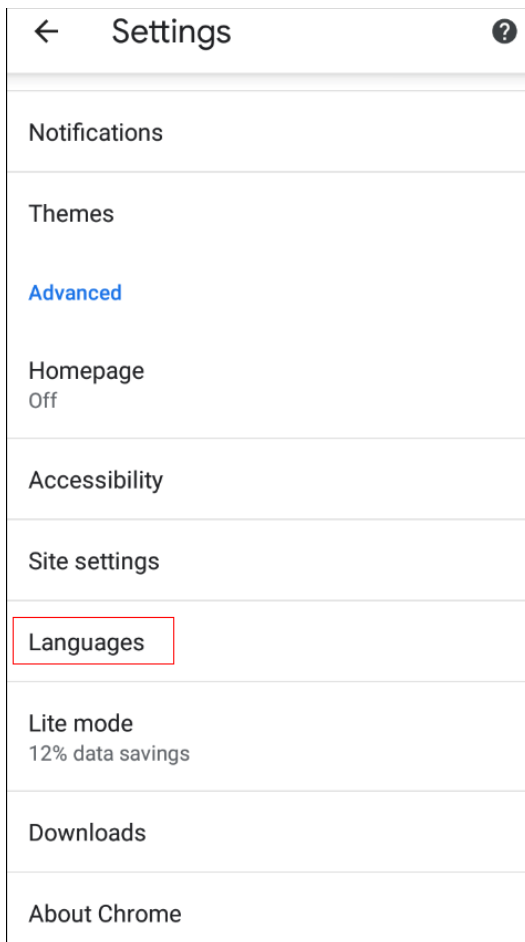 Settings
Notifications
Themes
Advanced
Homepage
Off
Accessibility
Site settings
Languages
Lite mode
12% data savings
Downloads
About Chrome